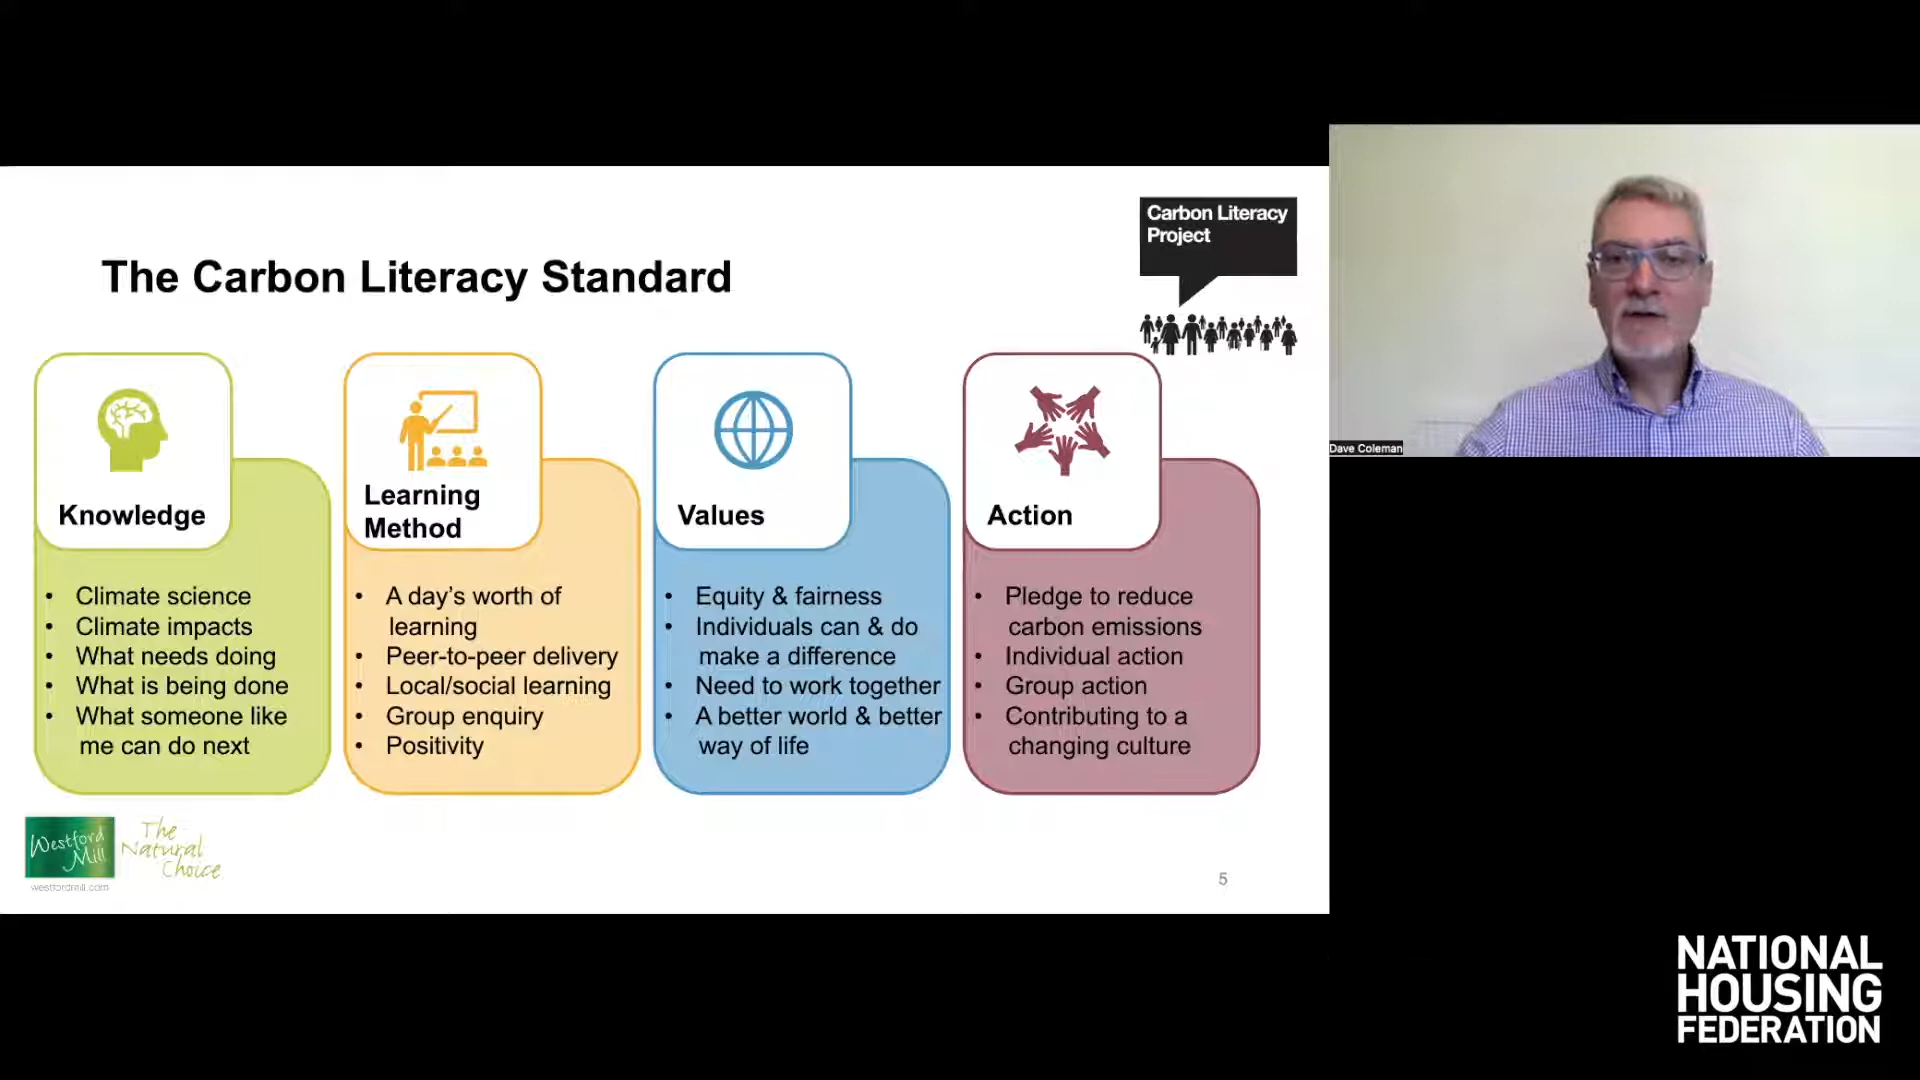 Carbon Literacy
Project
The Carbon Literacy Standard
Knowledge
• Climate science
• Climate impacts
• What needs doing
• What is being done
• What someone like
me can do next
Learning
Method
• A day’s worth of
learning
• Peer-to-peer delivery
• Local/social learning
• Group enquiry
• Positivity
Values
• Equity & fairness
• Individuals can & do
make a difference
• Need to work together
• A better world & better
way of life
Action
• Pledge to reduce
carbon emissions
• Individual action
• Group action
• Contributing to a
changing culture
Westford
Mill
westfordmill.com
The
Natural
Choice
5
Dave Coleman
NATIONAL
HOUSING
FEDERATION